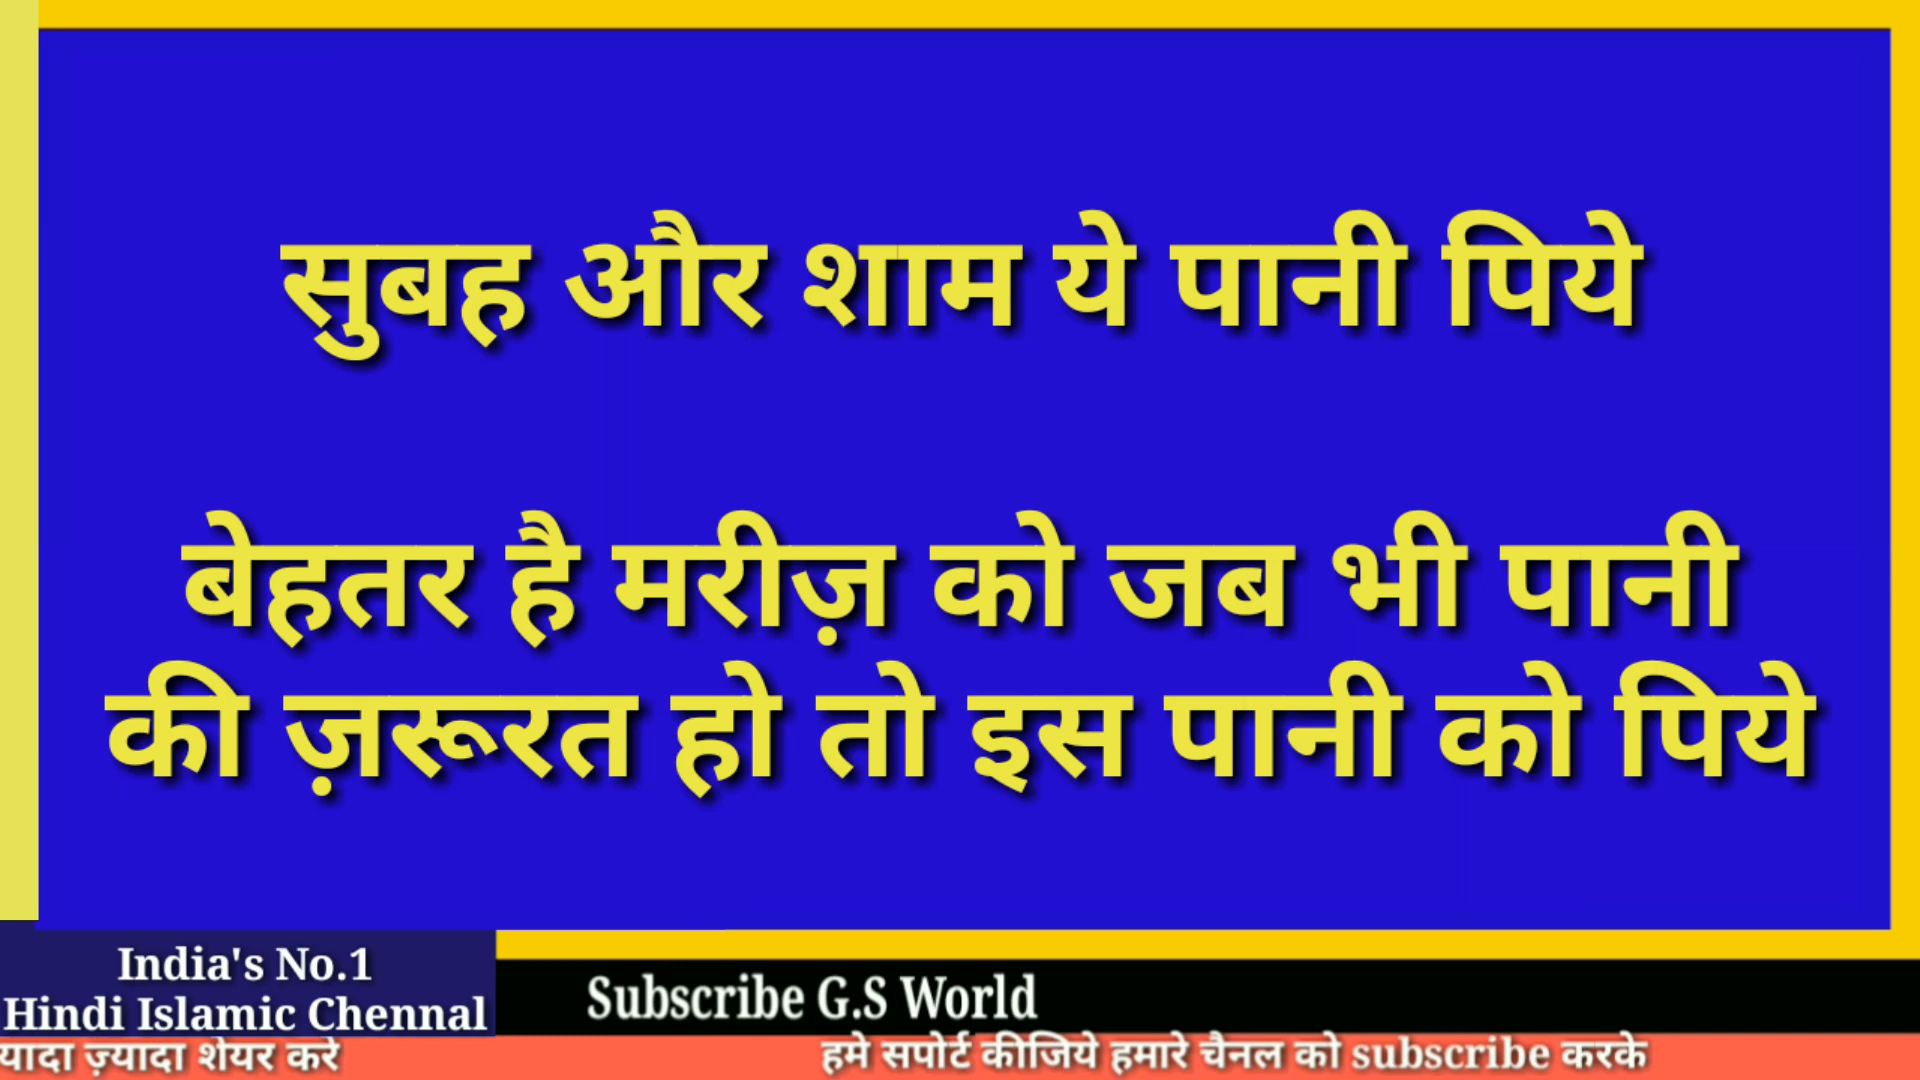 सुबह और शाम ये पानी पिये
बेहतर है मरीज़ को जब भी पानी
की ज़रूरत हो तो इस पानी को पिये
India's No.1
Hindi Islamic Chennal
Subscribe G.S World
यादा ज़्यादा शेयर करे
हमे सपोर्ट कीजिये हमारे चैनल को subscribe करके